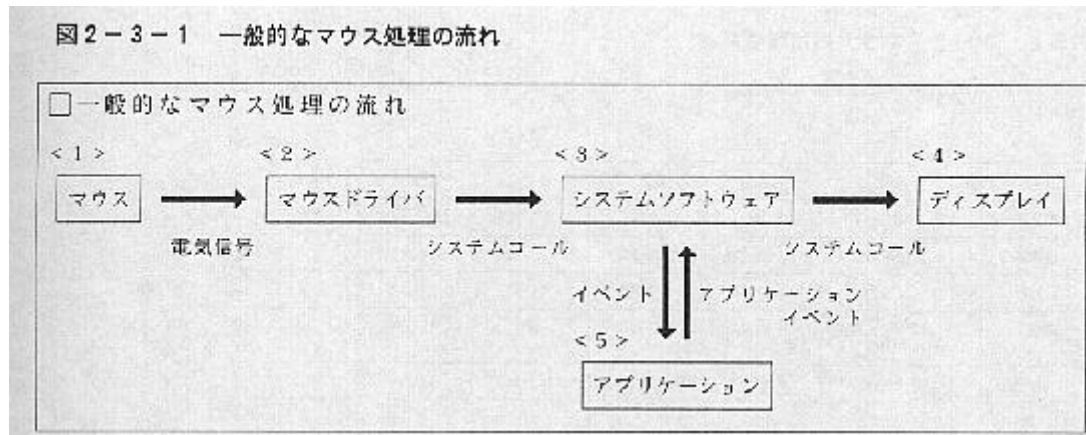 図2-3-1 一般的なマウス処理の流れ
□一般的なマウス処理の流れ
<1> <2> <3> <4>
マウス マウスドライバ システムソフトウェア ディスプレイ
電気信号 システムコール システムコール
イベント アプリケーション
イベント
<5>
アプリケーション